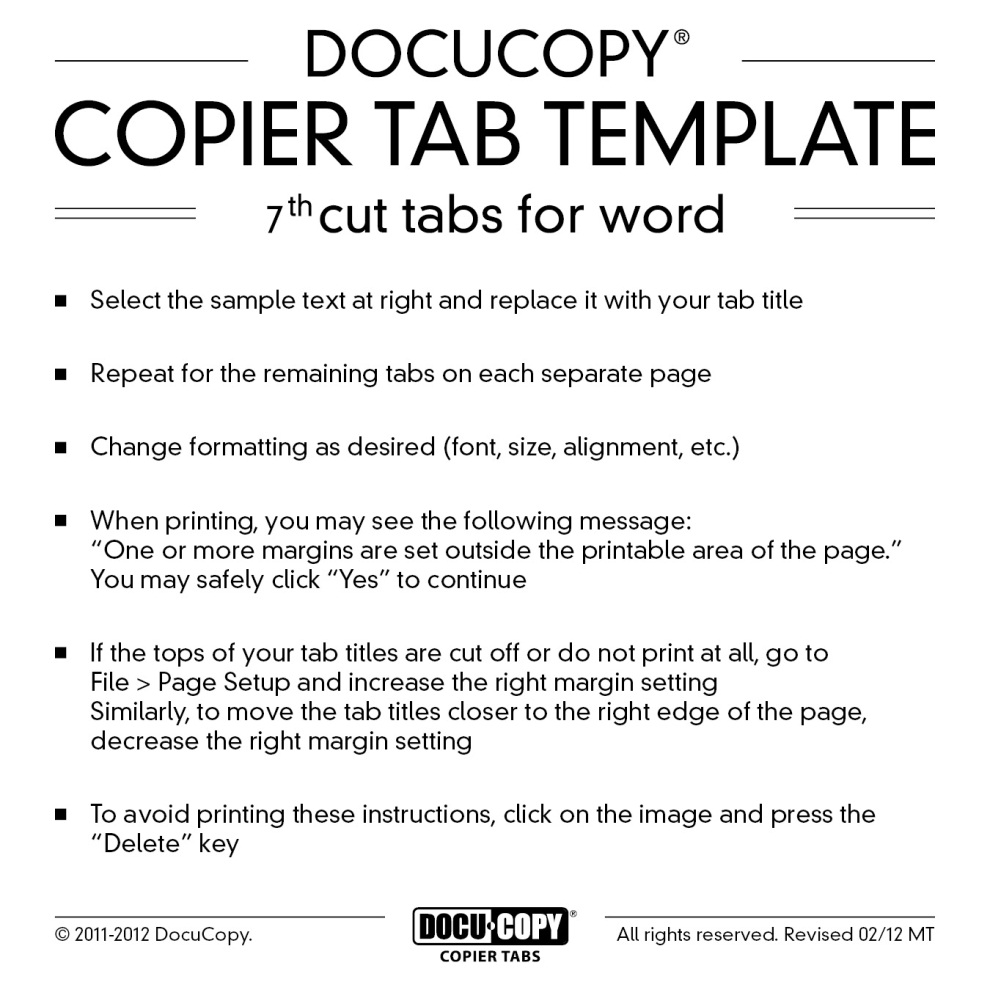 DOCUCOPY®
COPIER TAB TEMPLATE
7th cut tabs for word
■ Select the sample text at right and replace it with your tab title
■ Repeat for the remaining tabs on each separate page
■ Change formatting as desired (font, size, alignment, etc.)
■ When printing, you may see the following message:
“One or more margins are set outside the printable area of the page.”
You may safely click “Yes” to continue
■ If the tops of your tab titles are cut off or do not print at all, go to
File > Page Setup and increase the right margin setting
Similarly, to move the tab titles closer to the right edge of the page,
decrease the right margin setting
■ To avoid printing these instructions, click on the image and press the
“Delete” key
© 2011-2012 DocuCopy.
DOCU•COPY®
COPIER TABS
All rights reserved. Revised 02/12 MT